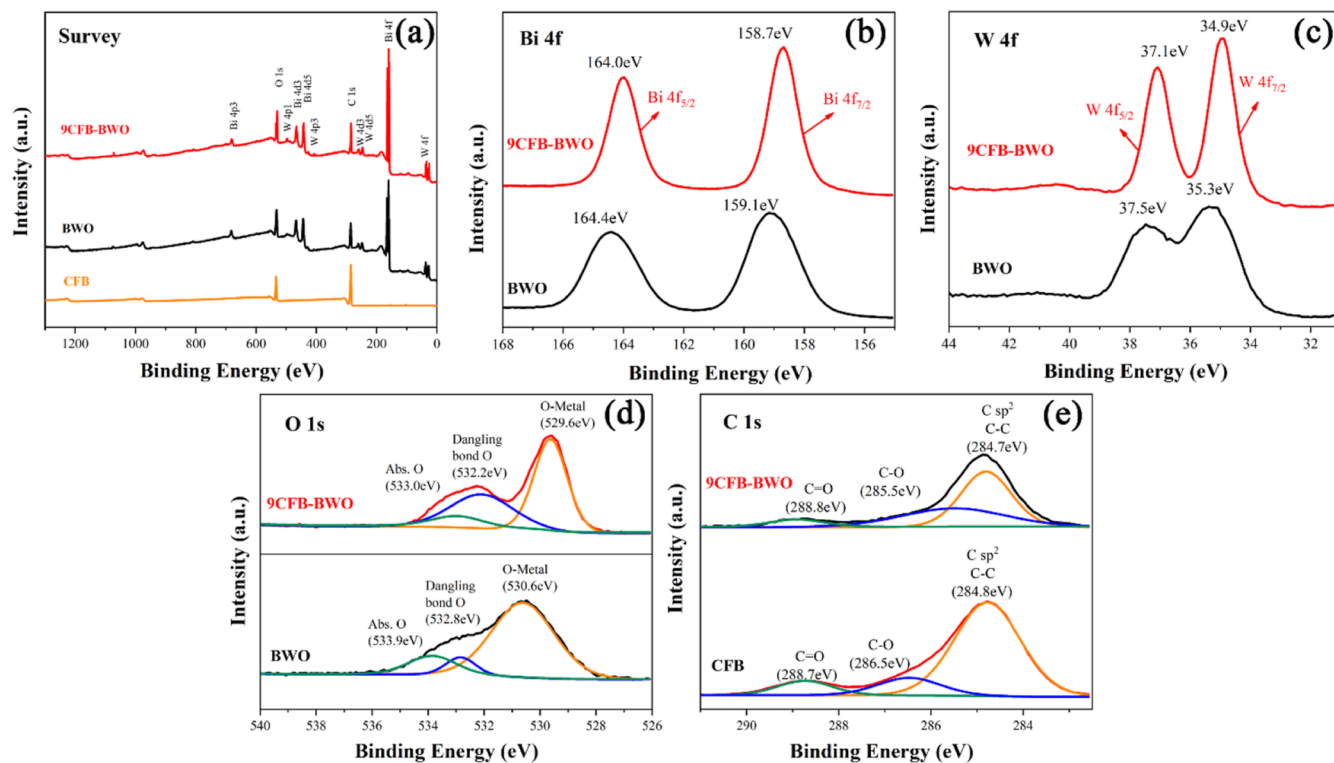 Survey
(a)
Bi 4f
O 1s
Bi 4d3
Bi 4d5
C 1s
Bi 4p3
W 4p1
W 4p3
W 4d3
W 4d5
W 4f
9CFB-BWO
BWO
CFB
Intensity (a.u.)
1200 1000 800 600 400 200 0
Binding Energy (eV)
Bi 4f
(b)
158.7eV
164.0eV
Bi 4f5/2
Bi 4f7/2
9CFB-BWO
159.1eV
164.4eV
BWO
Intensity (a.u.)
168 166 164 162 160 158 156
Binding Energy (eV)
W 4f
(c)
34.9eV
37.1eV
W 4f7/2
W 4f5/2
9CFB-BWO
35.3eV
37.5eV
BWO
Intensity (a.u.)
44 42 40 38 36 34 32
Binding Energy (eV)
O 1s
(d)
O-Metal
(529.6eV)
Dangling
bond O
(532.2eV)
Abs. O
(533.0eV)
9CFB-BWO
O-Metal
(530.6eV)
Dangling
bond O
(532.8eV)
Abs. O
(533.9eV)
BWO
Intensity (a.u.)
540 534 532 530 528 526
Binding Energy (eV)
C 1s
(e)
C sp2
C-C
(284.7eV)
C-O
(285.5eV)
C=O
(288.8eV)
9CFB-BWO
C sp2
C-C
(284.8eV)
C-O
(286.5eV)
C=O
(288.7eV)
CFB
Intensity (a.u.)
290 288 286 284
Binding Energy (eV)